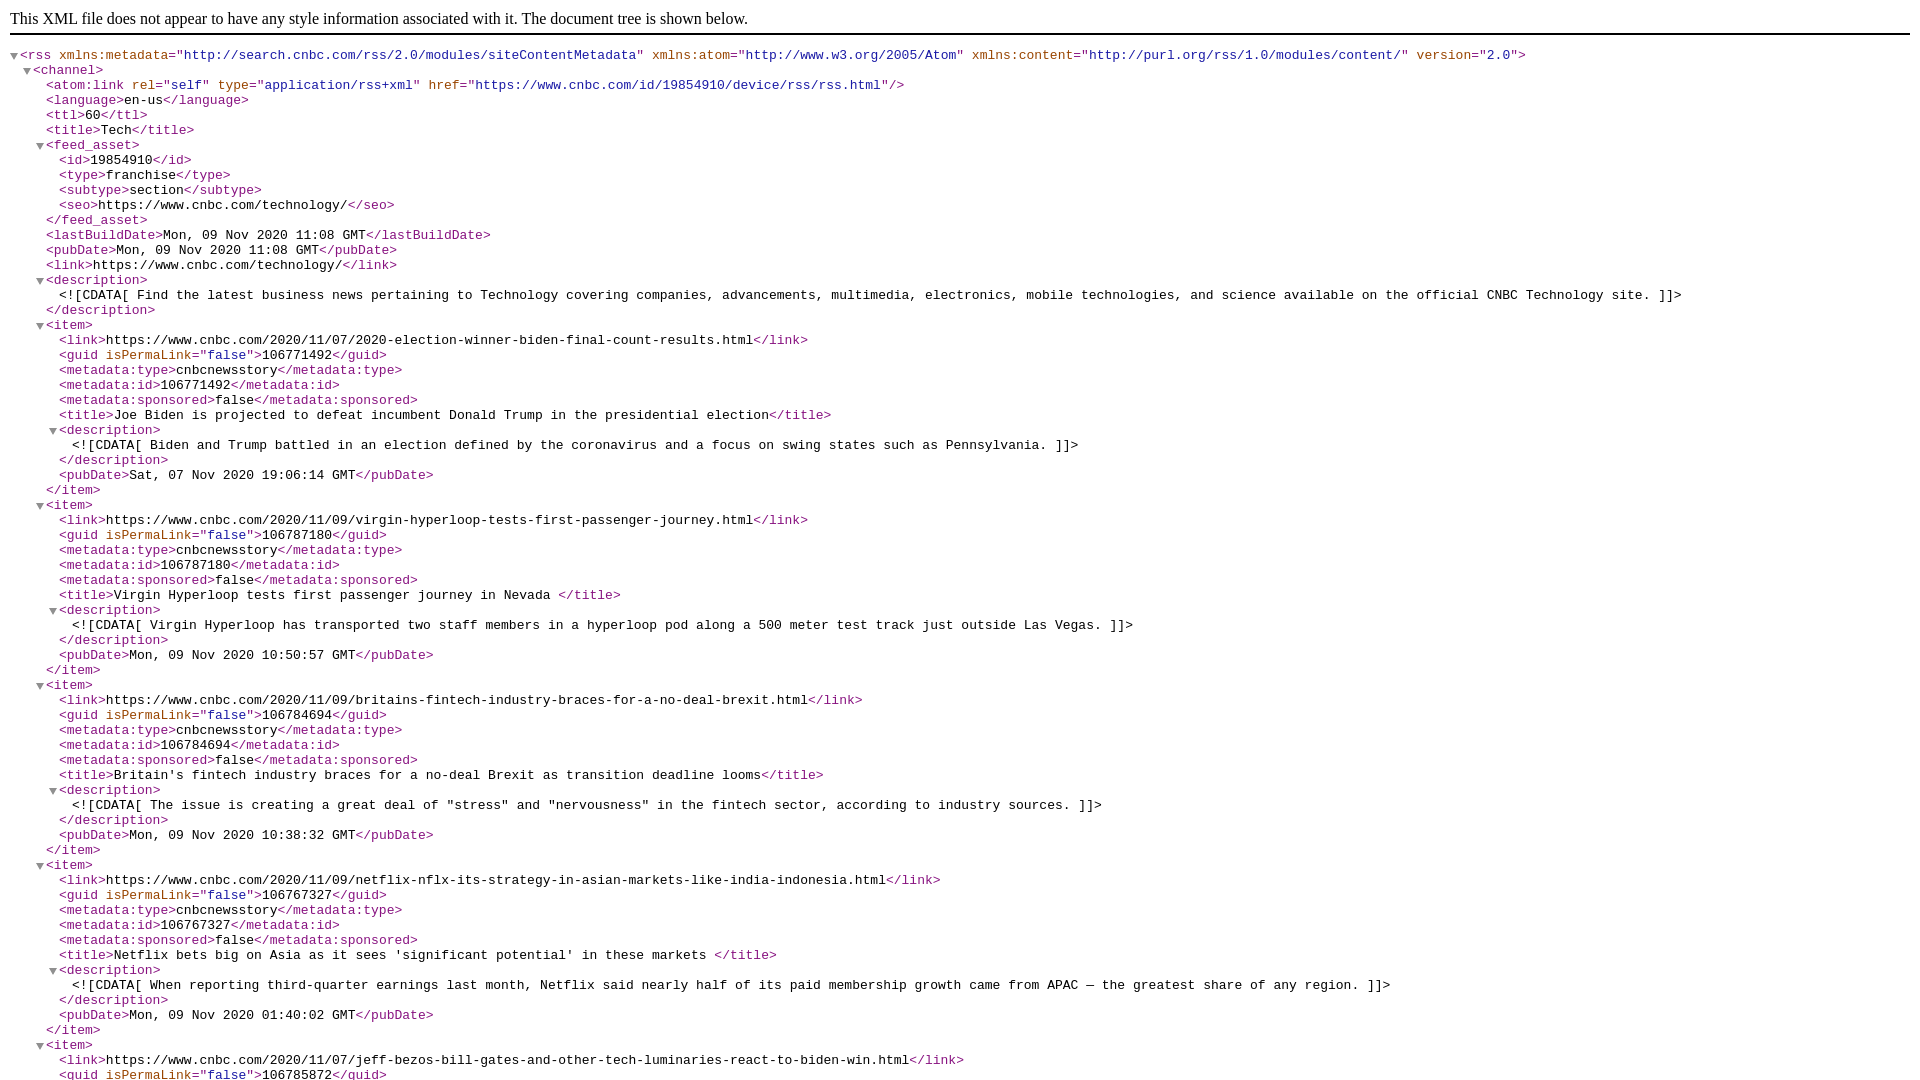 This XML file does not appear to have any style information associated with it. The document tree is shown below.
<rss xmlns:metadata="http://search.cnbc.com/rss/2.0/modules/siteContentMetadata" xmlns:atom="http://www.w3.org/2005/Atom" xmlns:content="http://purl.org/rss/1.0/modules/content/" version="2.0">
<channel>
<atom:link rel="self" type="application/rss+xml" href="https://www.cnbc.com/id/19854910/device/rss/rss.html"/>
<language>en-us</language>
<ttl>60</ttl>
<title>Tech</title>
<feed_asset>
<id>19854910</id>
<type>franchise</type>
<subtype>section</subtype>
<seo>https://www.cnbc.com/technology/</seo>
</feed_asset>
<lastBuildDate>Mon, 09 Nov 2020 11:08 GMT</lastBuildDate>
<pubDate>Mon, 09 Nov 2020 11:08 GMT</pubDate>
<link>https://www.cnbc.com/technology/</link>
<description>
<![CDATA[ Find the latest business news pertaining to Technology covering companies, advancements, multimedia, electronics, mobile technologies, and science available on the official CNBC Technology site. ]]>
</description>
<item>
<link>https://www.cnbc.com/2020/11/07/2020-election-winner-biden-final-count-results.html</link>
<guid isPermaLink="false">106771492</guid>
<metadata:type>cnbcnewsstory</metadata:type>
<metadata:id>106771492</metadata:id>
<metadata:sponsored>false</metadata:sponsored>
<title>Joe Biden is projected to defeat incumbent Donald Trump in the presidential election</title>
<description>
<![CDATA[ Biden and Trump battled in an election defined by the coronavirus and a focus on swing states such as Pennsylvania. ]]>
</description>
<pubDate>Sat, 07 Nov 2020 19:06:14 GMT</pubDate>
</item>
<item>
<link>https://www.cnbc.com/2020/11/09/virgin-hyperloop-tests-first-passenger-journey.html</link>
<guid isPermaLink="false">106787180</guid>
<metadata:type>cnbcnewsstory</metadata:type>
<metadata:id>106787180</metadata:id>
<metadata:sponsored>false</metadata:sponsored>
<title>Virgin Hyperloop tests first passenger journey in Nevada </title>
<description>
<![CDATA[ Virgin Hyperloop has transported two staff members in a hyperloop pod along a 500 meter test track just outside Las Vegas. ]]>
</description>
<pubDate>Mon, 09 Nov 2020 10:50:57 GMT</pubDate>
</item>
<item>
<link>https://www.cnbc.com/2020/11/09/britains-fintech-industry-braces-for-a-no-deal-brexit.html</link>
<guid isPermaLink="false">106784694</guid>
<metadata:type>cnbcnewsstory</metadata:type>
<metadata:id>106784694</metadata:id>
<metadata:sponsored>false</metadata:sponsored>
<title>Britain's fintech industry braces for a no-deal Brexit as transition deadline looms</title>
<description>
<![CDATA[ The issue is creating a great deal of "stress" and "nervousness" in the fintech sector, according to industry sources. ]]>
</description>
<pubDate>Mon, 09 Nov 2020 10:38:32 GMT</pubDate>
</item>
<item>
<link>https://www.cnbc.com/2020/11/09/netflix-nflx-its-strategy-in-asian-markets-like-india-indonesia.html</link>
<guid isPermaLink="false">106767327</guid>
<metadata:type>cnbcnewsstory</metadata:type>
<metadata:id>106767327</metadata:id>
<metadata:sponsored>false</metadata:sponsored>
<title>Netflix bets big on Asia as it sees 'significant potential' in these markets </title>
<description>
<![CDATA[ When reporting third-quarter earnings last month, Netflix said nearly half of its paid membership growth came from APAC — the greatest share of any region. ]]>
</description>
<pubDate>Mon, 09 Nov 2020 01:40:02 GMT</pubDate>
</item>
<item>
<link>https://www.cnbc.com/2020/11/07/jeff-bezos-bill-gates-and-other-tech-luminaries-react-to-biden-win.html</link>
<guid isPermaLink="false">106785872</guid>